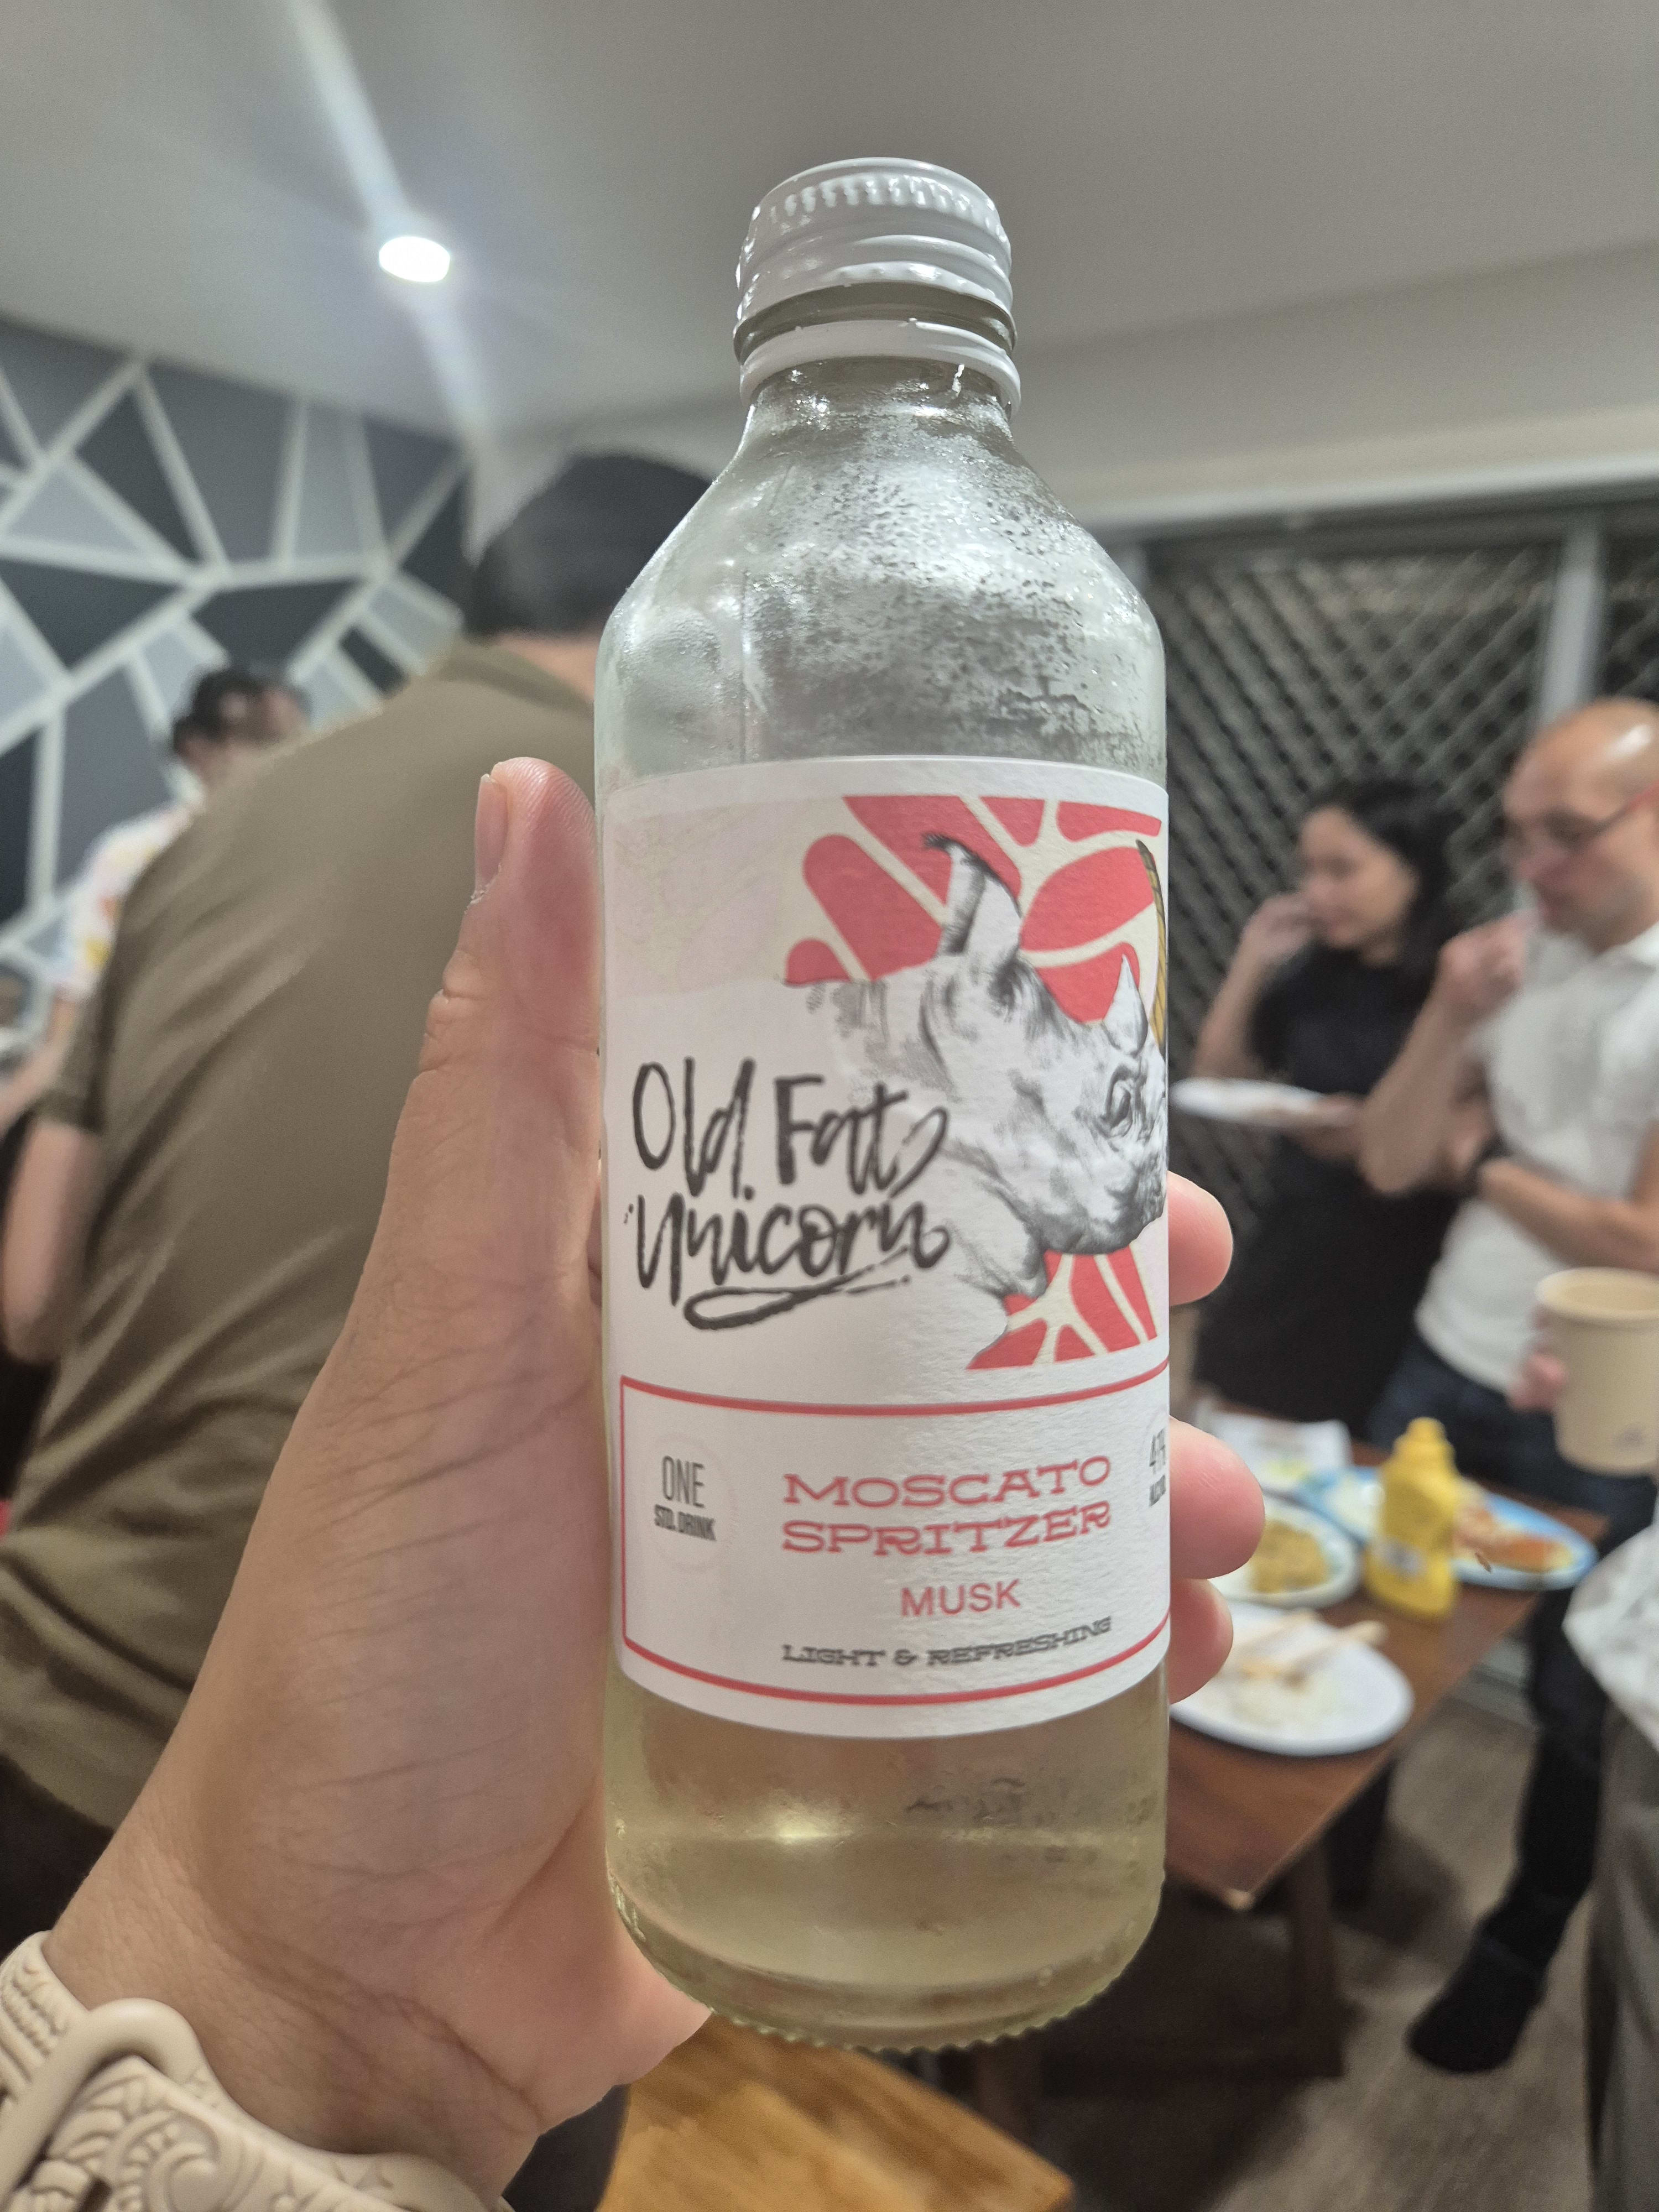 Old Fat
Unicorn
ONE
STD. DRINK
MOSCATO
SPRITZER
MUSK
LIGHT & REFRESHING